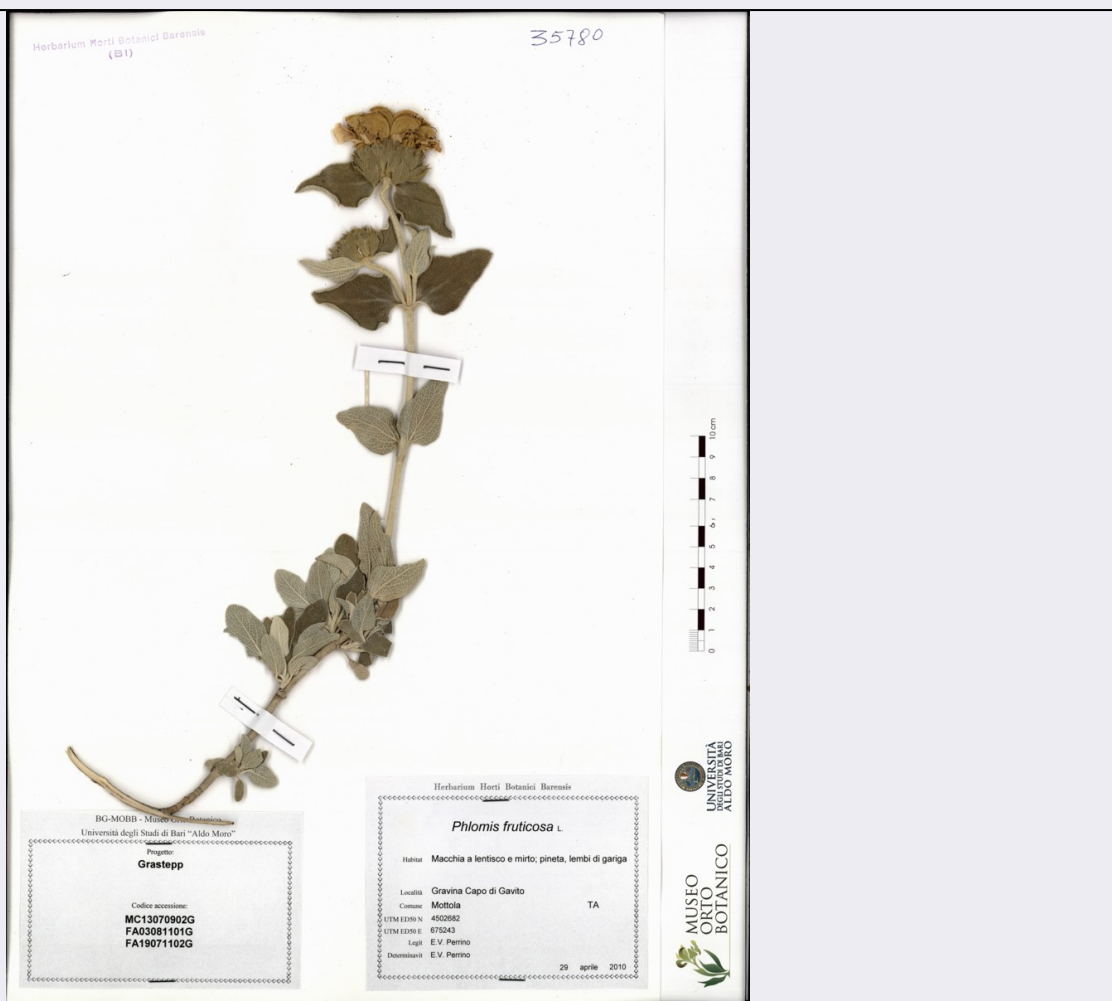 Herbarium Horti Botanici Barensis
(BI)
35780
10 cm
9
8
7
6
5
4
3
2
1
0
UNIVERSITÀ
DEGLI STUDI DI BARI
ALDO MORO
MUSEO
ORTO
BOTANICO
BG-MOBB - Museo Orto Botanico
Università degli Studi di Bari "Aldo Moro"
Progetto:
Grastepp
Codice accessione:
MC13070902G
FA03081101G
FA19071102G
Herbarium Horti Botanici Barensis
Phlomis fruticosa L.
Habitat Macchia a lentisco e mirto; pineta, lembi di gariga
Località Gravina Capo di Gavito
Comune Mottola TA
UTM ED50 N 4502682
UTM ED50 E 675243
Legit E.V. Perrino
Determinavit E.V. Perrino
29 aprile 2010